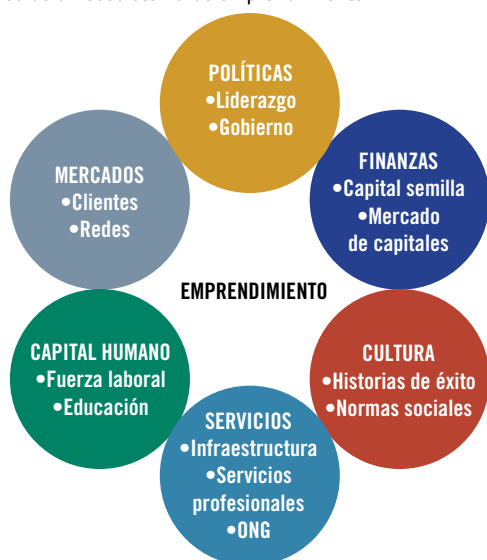 POLÍTICAS
•Liderazgo
•Gobierno
FINANZAS
•Capital semilla
•Mercado
de capitales
MERCADOS
•Clientes
•Redes
EMPRENDIMIENTO
CAPITAL HUMANO
•Fuerza laboral
•Educación
CULTURA
•Historias de éxito
•Normas sociales
SERVICIOS
•Infraestructura
•Servicios
profesionales
•ONG